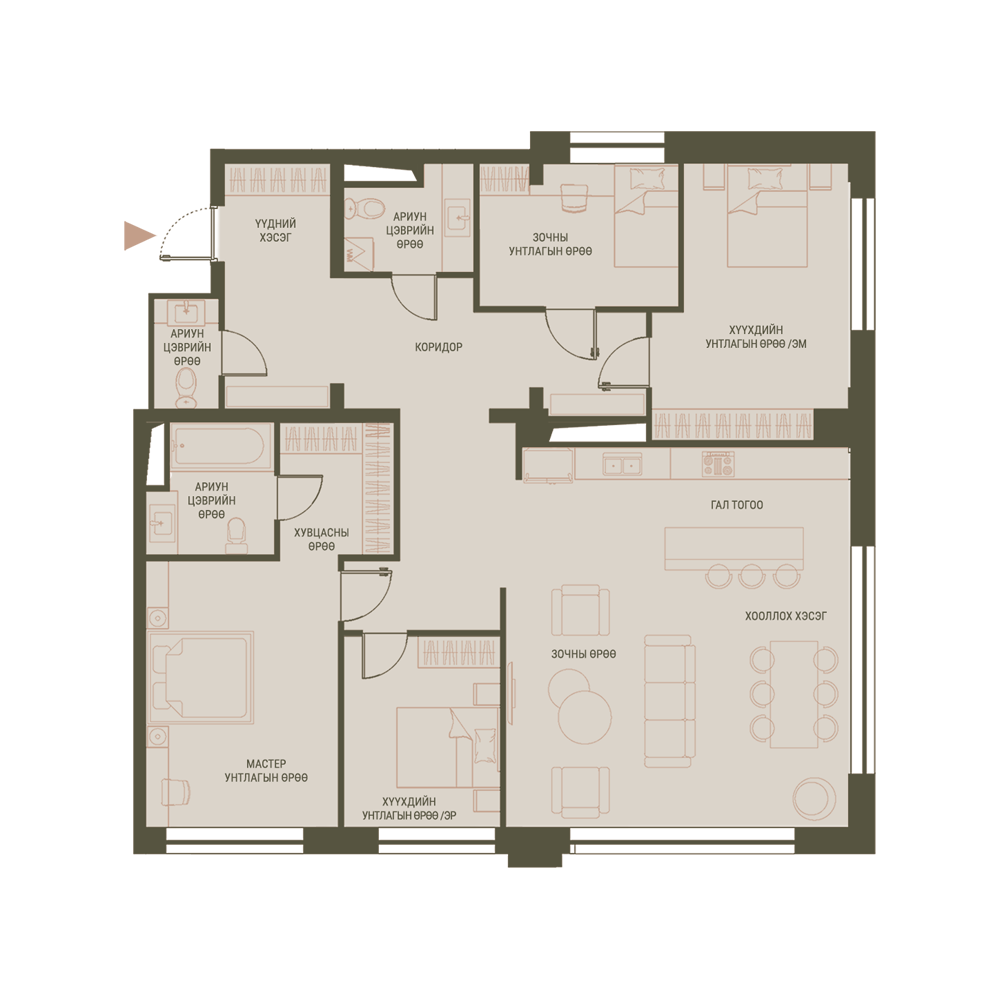 ҮҮДНИЙ
ХЭСЭГ
АРИУН
ЦЭВРИЙН
ӨРӨӨ
ЗОЧНЫ
УНТЛАГЫН ӨРӨӨ
ХҮҮХДИЙН
УНТЛАГЫН ӨРӨӨ /ЭМ
АРИУН
ЦЭВРИЙН
ӨРӨӨ
КОРИДОР
АРИУН
ЦЭВРИЙН
ӨРӨӨ
ХУВЦАСНЫ
ӨРӨӨ
ГАЛ ТОГОО
ХООЛЛОХ ХЭСЭГ
ЗОЧНЫ ӨРӨӨ
МАСТЕР
УНТЛАГЫН ӨРӨӨ
ХҮҮХДИЙН
УНТЛАГЫН ӨРӨӨ /ЭР